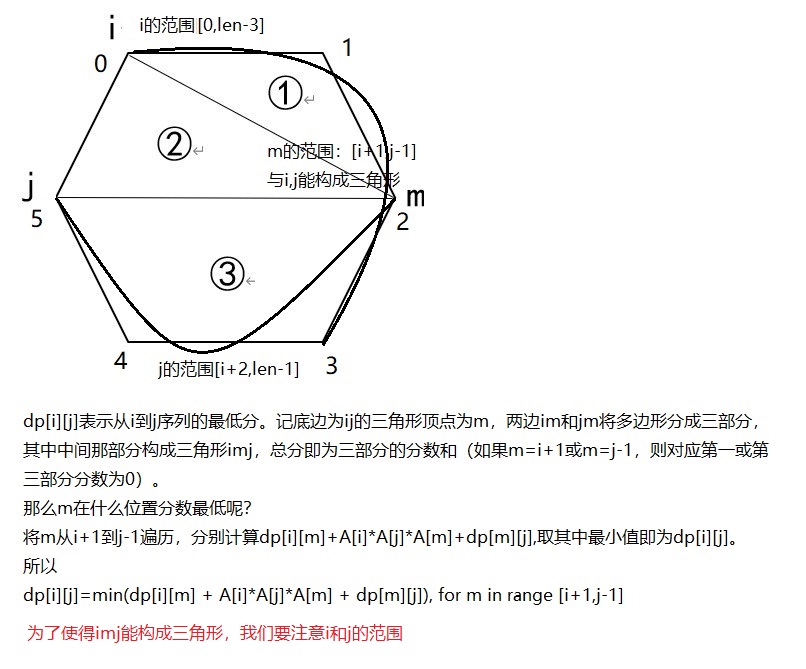 i
i的范围[0,len-3]
0
1
①
②
m的范围：[i+1,j-1]
与i,j能构成三角形
j
m
5
2
③
4
j的范围[i+2,len-1]
3
dp[i][j]表示从i到j序列的最低分。记底边为ij的三角形顶点为m，两边im和jm将多边形分成三部分，
其中中间那部分构成三角形imj，总分即为三部分的分数和（如果m=i+1或m=j-1，则对应第一或第
三部分分数为0）。
那么m在什么位置分数最低呢？
将m从i+1到j-1遍历，分别计算dp[i][m]+A[i]*A[j]*A[m]+dp[m][j],取其中最小值即为dp[i][j]。
所以
dp[i][j]=min(dp[i][m] + A[i]*A[j]*A[m] + dp[m][j]), for m in range [i+1,j-1]
为了使得imj能构成三角形，我们要注意i和j的范围